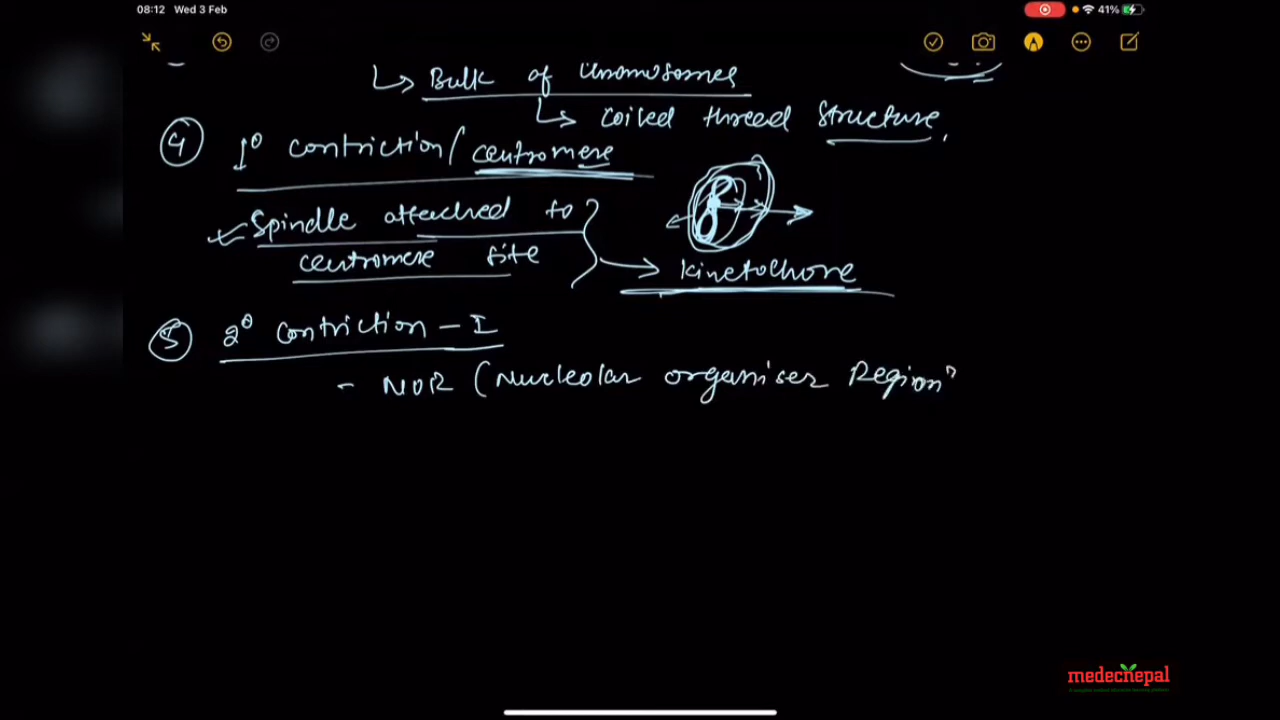 08:12 Wed 3 Feb
41%
↳ Bulk of chromosomes
↳ coiled thread structure.
④ 1° contriction/centromere
Spindle attached to
centromere site
→ kinetochore
⑤ 2° contriction - I
- NOR (Nucleolar organiser Region)
medecnepal